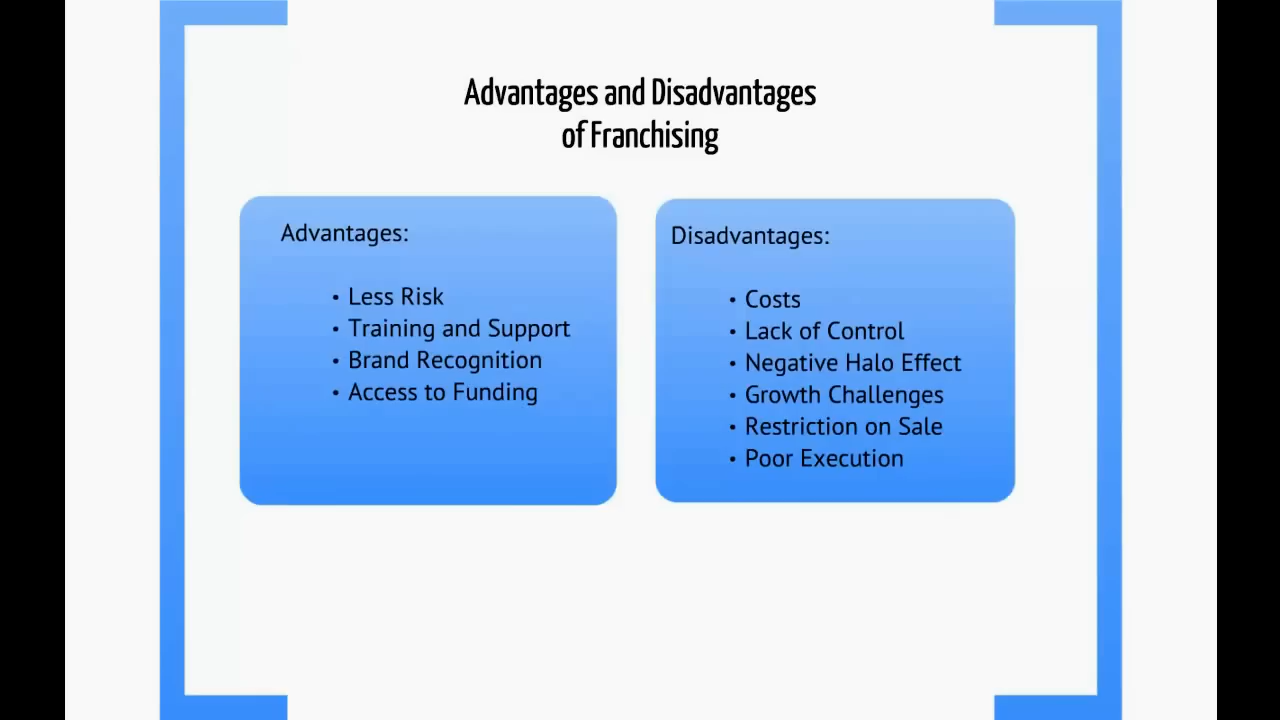 Advantages and Disadvantages
of Franchising
Advantages:
• Less Risk
• Training and Support
• Brand Recognition
• Access to Funding
Disadvantages:
• Costs
• Lack of Control
• Negative Halo Effect
• Growth Challenges
• Restriction on Sale
• Poor Execution